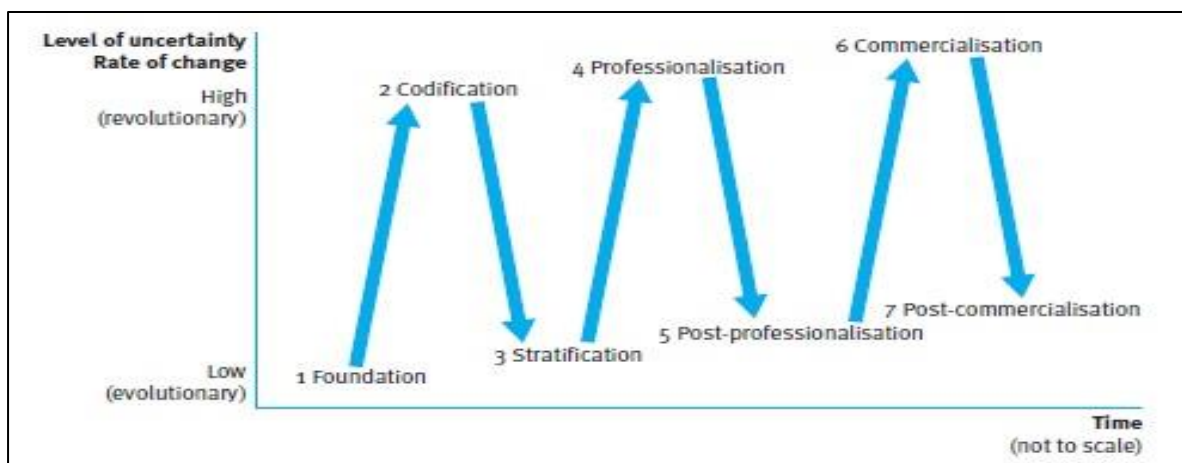 Level of uncertainty
Rate of change
High
(revolutionary)
2 Codification
4 Professionalisation
6 Commercialisation
Low
(evolutionary)
1 Foundation
3 Stratification
5 Post-professionalisation
7 Post-commercialisation
Time
(not to scale)